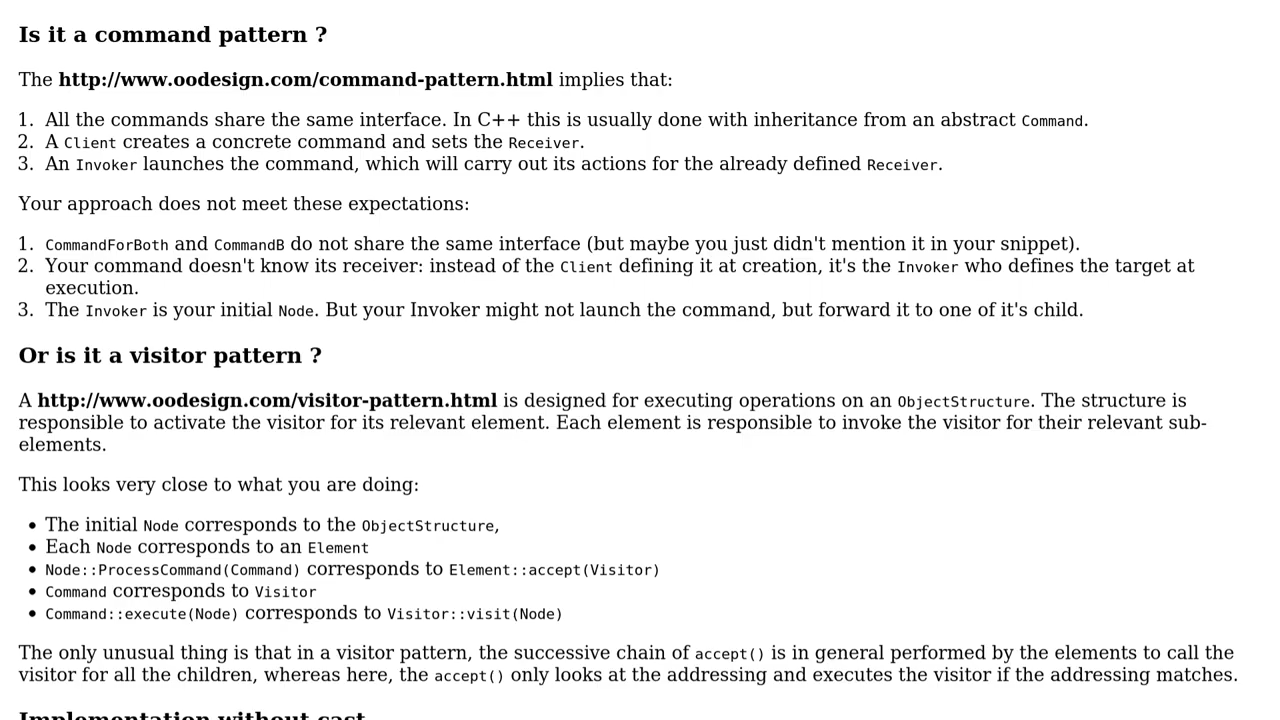 Is it a command pattern ?
The http://www.oodesign.com/command-pattern.html implies that:
1. All the commands share the same interface. In C++ this is usually done with inheritance from an abstract Command.
2. A Client creates a concrete command and sets the Receiver.
3. An Invoker launches the command, which will carry out its actions for the already defined Receiver.
Your approach does not meet these expectations:
1. CommandForBoth and CommandB do not share the same interface (but maybe you just didn't mention it in your snippet).
2. Your command doesn't know its receiver: instead of the Client defining it at creation, it's the Invoker who defines the target at
execution.
3. The Invoker is your initial Node. But your Invoker might not launch the command, but forward it to one of it's child.
Or is it a visitor pattern ?
A http://www.oodesign.com/visitor-pattern.html is designed for executing operations on an ObjectStructure. The structure is
responsible to activate the visitor for its relevant element. Each element is responsible to invoke the visitor for their relevant sub-
elements.
This looks very close to what you are doing:
• The initial Node corresponds to the ObjectStructure,
• Each Node corresponds to an Element
• Node::ProcessCommand(Command) corresponds to Element::accept(Visitor)
• Command corresponds to Visitor
• Command::execute(Node) corresponds to Visitor::visit(Node)
The only unusual thing is that in a visitor pattern, the successive chain of accept() is in general performed by the elements to call the
visitor for all the children, whereas here, the accept() only looks at the addressing and executes the visitor if the addressing matches.
Implementation without cast